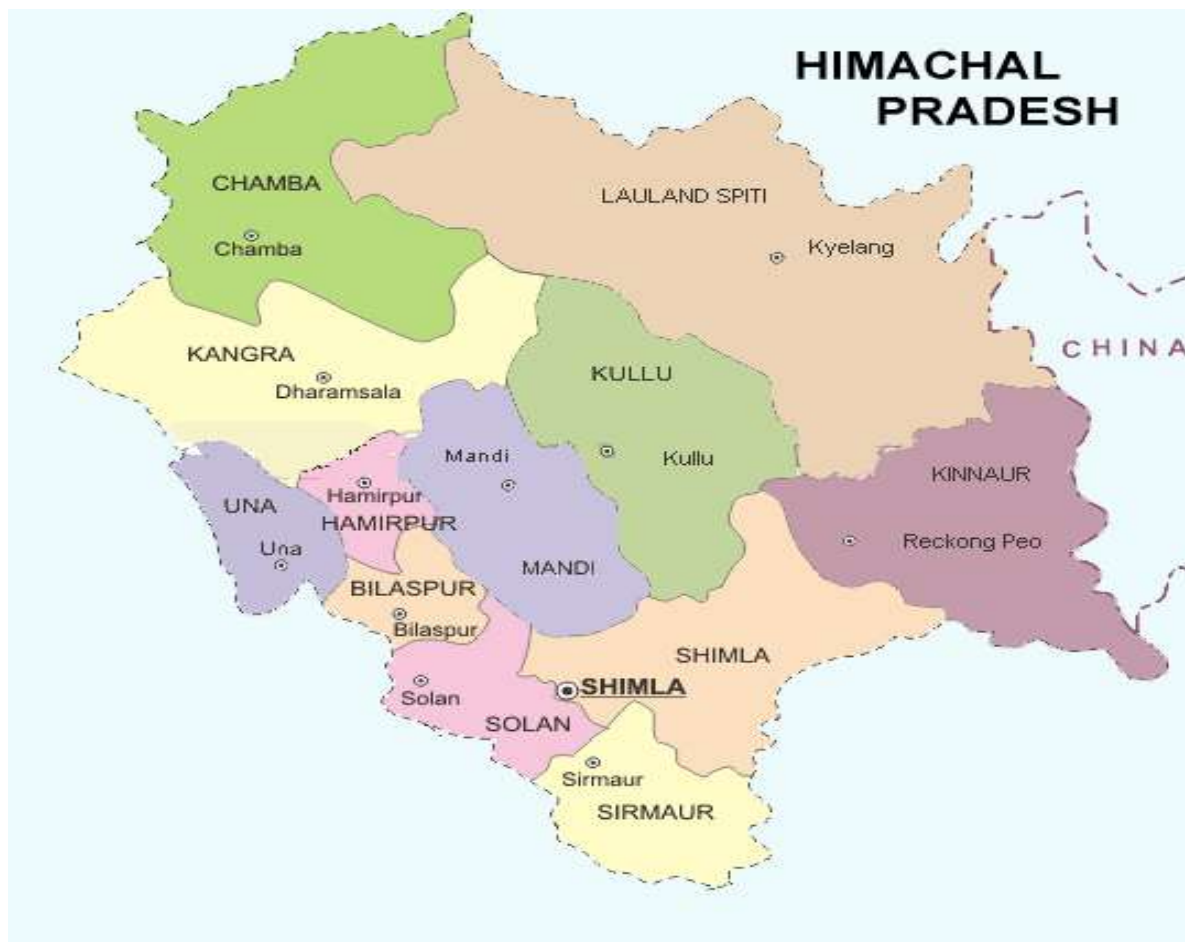 HIMACHAL
PRADESH
CHAMBA
Chamba
LAULAND SPITI
Kyelang
CHINA
KANGRA
Dharamsala
KULLU
Kullu
Mandi
MANDI
UNA
Una
Hamirpur
HAMIRPUR
KINNAUR
Reckong Peo
BILASPUR
Bilaspur
SHIMLA
SHIMLA
Solan
SOLAN
Sirmaur
SIRMAUR